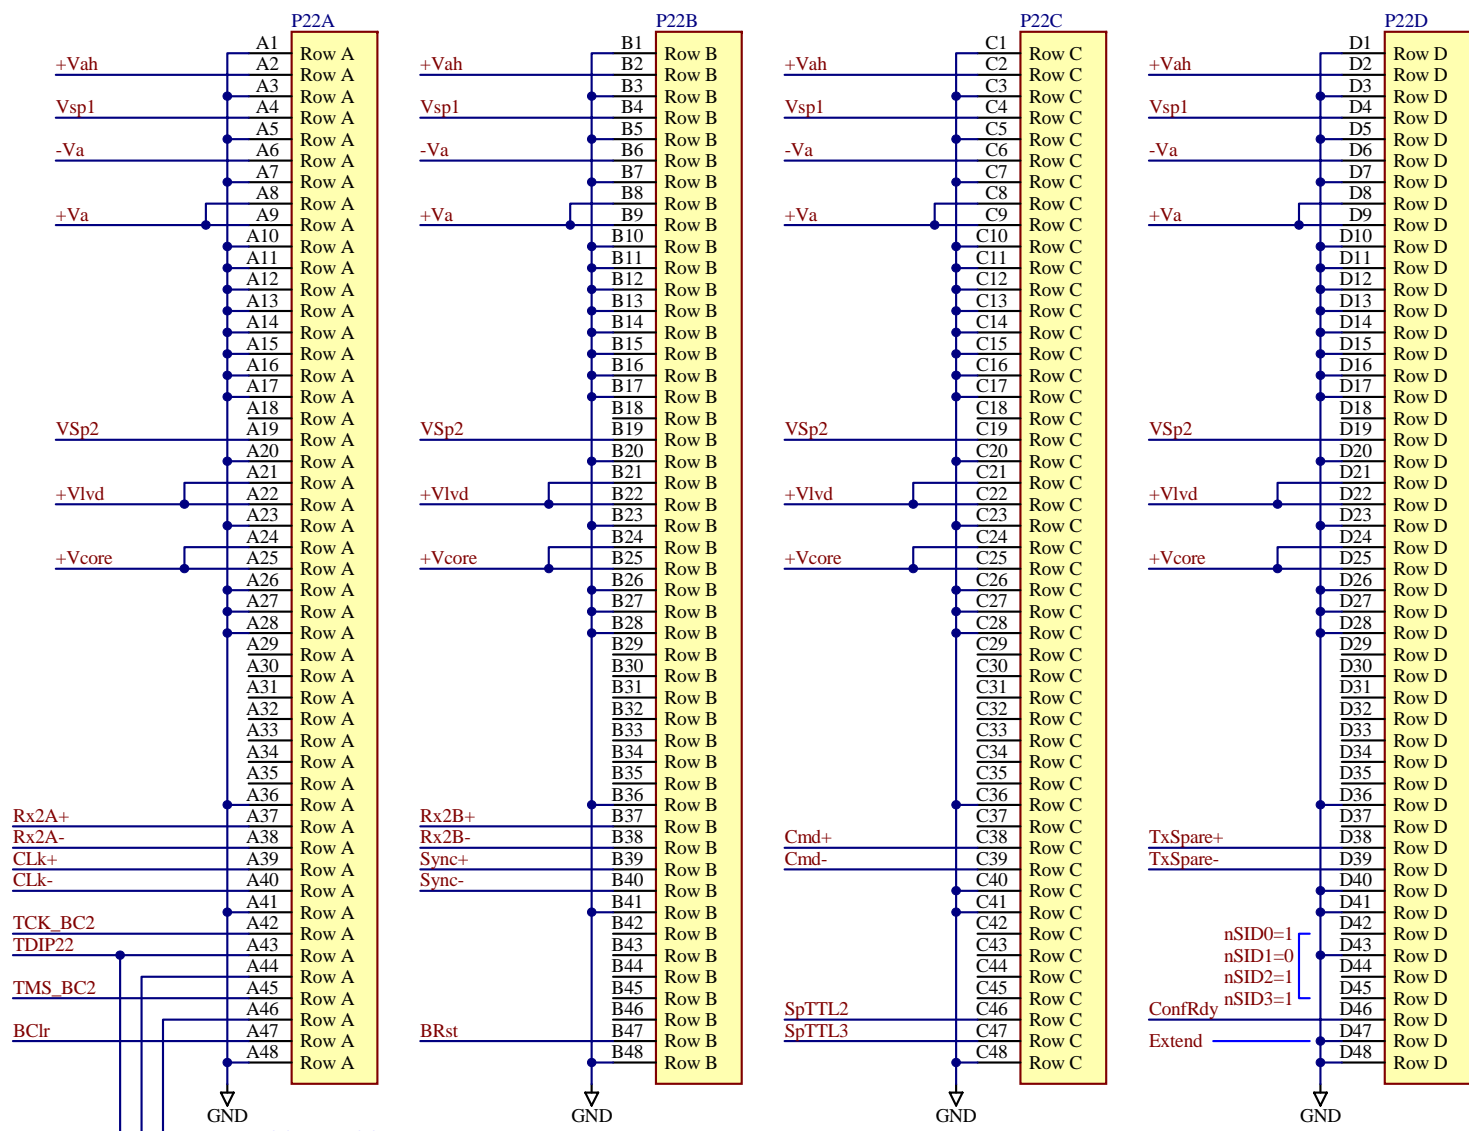 P22A P22B P22C P22D
A1 Row A B1 Row B C1 Row C D1 Row D
+Vah A2 Row A +Vah B2 Row B +Vah C2 Row C +Vah D2 Row D
A3 Row A B3 Row B C3 Row C D3 Row D
Vsp1 A4 Row A Vsp1 B4 Row B Vsp1 C4 Row C Vsp1 D4 Row D
A5 Row A B5 Row B C5 Row C D5 Row D
-Va A6 Row A -Va B6 Row B -Va C6 Row C -Va D6 Row D
A7 Row A B7 Row B C7 Row C D7 Row D
A8 Row A B8 Row B C8 Row C D8 Row D
+Va A9 Row A +Va B9 Row B +Va C9 Row C +Va D9 Row D
A10 Row A B10 Row B C10 Row C D10 Row D
A11 Row A B11 Row B C11 Row C D11 Row D
A12 Row A B12 Row B C12 Row C D12 Row D
A13 Row A B13 Row B C13 Row C D13 Row D
A14 Row A B14 Row B C14 Row C D14 Row D
A15 Row A B15 Row B C15 Row C D15 Row D
A16 Row A B16 Row B C16 Row C D16 Row D
A17 Row A B17 Row B C17 Row C D17 Row D
A18 Row A B18 Row B C18 Row C D18 Row D
VSp2 A19 Row A VSp2 B19 Row B VSp2 C19 Row C VSp2 D19 Row D
A20 Row A B20 Row B C20 Row C D20 Row D
A21 Row A B21 Row B C21 Row C D21 Row D
+Vlvd A22 Row A +Vlvd B22 Row B +Vlvd C22 Row C +Vlvd D22 Row D
A23 Row A B23 Row B C23 Row C D23 Row D
A24 Row A B24 Row B C24 Row C D24 Row D
+Vcore A25 Row A +Vcore B25 Row B +Vcore C25 Row C +Vcore D25 Row D
A26 Row A B26 Row B C26 Row C D26 Row D
A27 Row A B27 Row B C27 Row C D27 Row D
A28 Row A B28 Row B C28 Row C D28 Row D
A29 Row A B29 Row B C29 Row C D29 Row D
A30 Row A B30 Row B C30 Row C D30 Row D
A31 Row A B31 Row B C31 Row C D31 Row D
A32 Row A B32 Row B C32 Row C D32 Row D
A33 Row A B33 Row B C33 Row C D33 Row D
A34 Row A B34 Row B C34 Row C D34 Row D
A35 Row A B35 Row B C35 Row C D35 Row D
A36 Row A B36 Row B C36 Row C D36 Row D
Rx2A+ A37 Row A Rx2B+ B37 Row B C37 Row C D37 Row D
Rx2A- A38 Row A Rx2B- B38 Row B Cmd+ C38 Row C TxSpare+ D38 Row D
CLk+ A39 Row A Sync+ B39 Row B Cmd- C39 Row C TxSpare- D39 Row D
CLk- A40 Row A Sync- B40 Row B C40 Row C D40 Row D
A41 Row A B41 Row B C41 Row C D41 Row D
TCK_BC2 A42 Row A B42 Row B C42 Row C nSID0=1 D42 Row D
TDIP22 A43 Row A B43 Row B C43 Row C nSID1=0 D43 Row D
A44 Row A B44 Row B C44 Row C nSID2=1 D44 Row D
TMS_BC2 A45 Row A B45 Row B C45 Row C nSID3=1 D45 Row D
A46 Row A B46 Row B SpTTL2 C46 Row C ConfRdy D46 Row D
BClr A47 Row A BRst B47 Row B SpTTL3 C47 Row C Extend D47 Row D
A48 Row A B48 Row B C48 Row C D48 Row D
GND GND GND GND